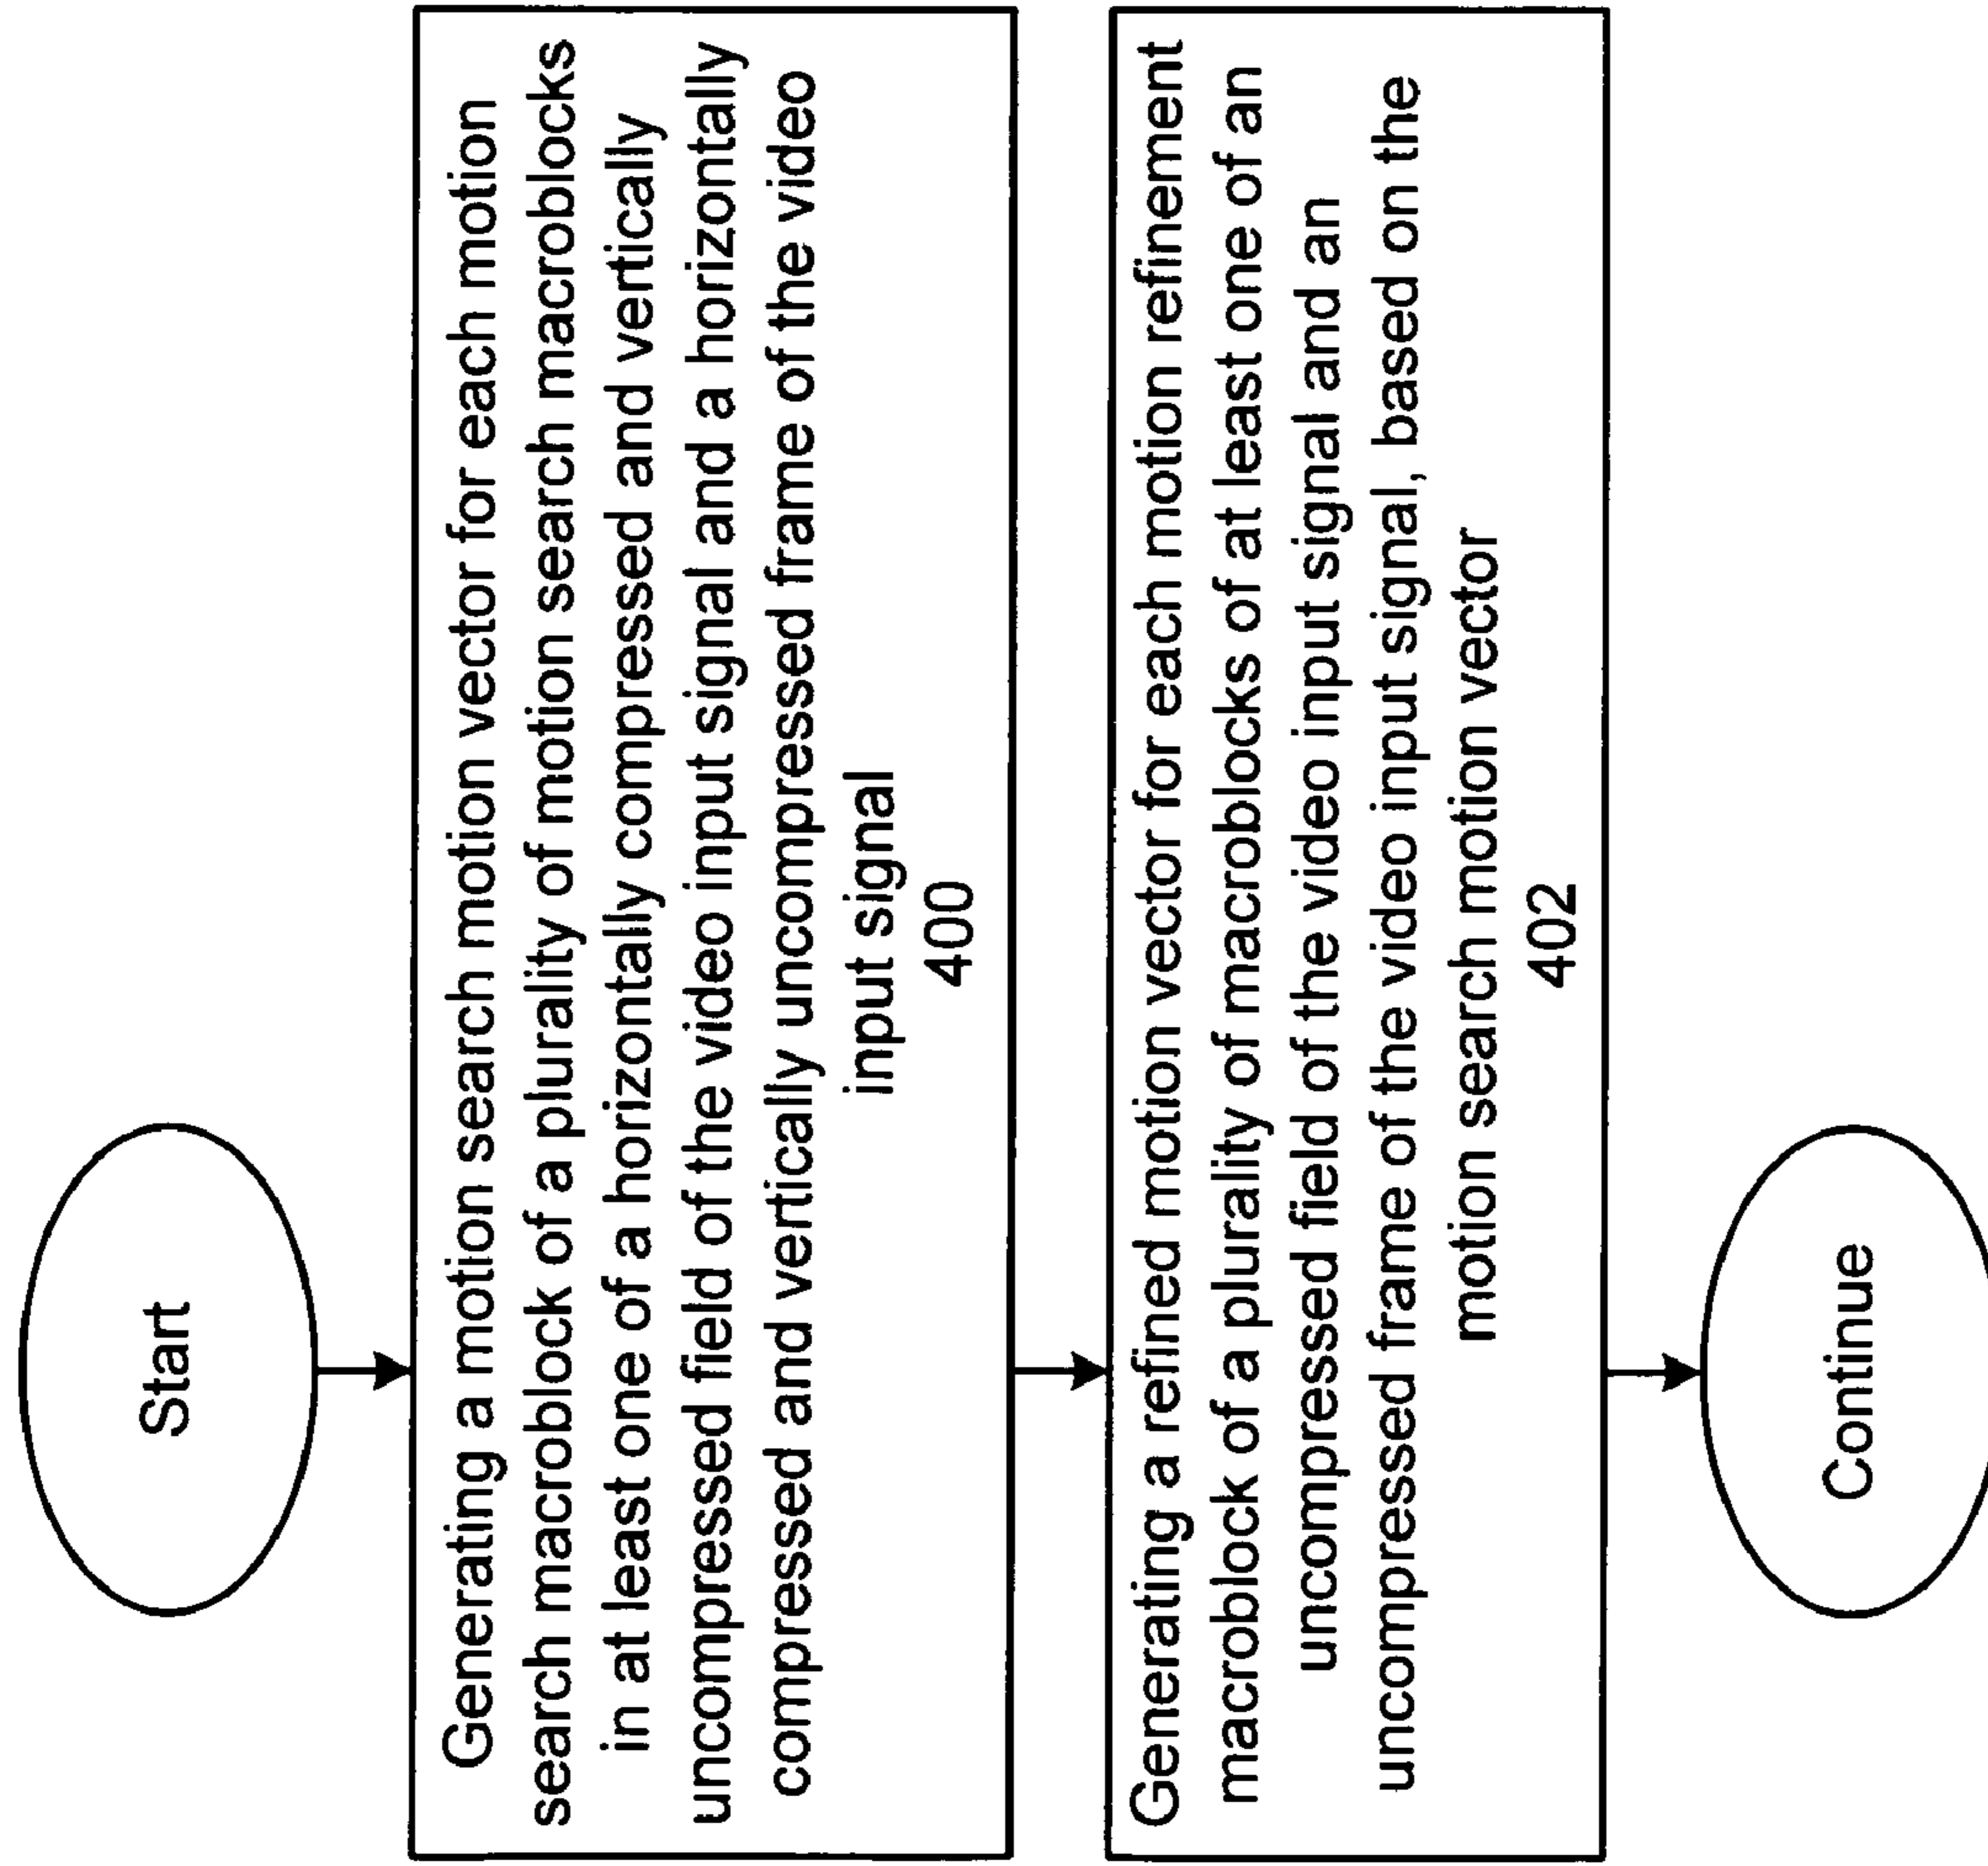 Start
Generating a motion search motion vector for each motion
search macroblock of a plurality of motion search macroblocks
in at least one of a horizontally compressed and vertically
uncompressed field of the video input signal and a horizontally
compressed and vertically uncompressed frame of the video
input signal
400
Generating a refined motion vector for each motion refinement
macroblock of a plurality of macroblocks of at least one of an
uncompressed field of the video input signal and an
uncompressed frame of the video input signal, based on the
motion search motion vector
402
Continue